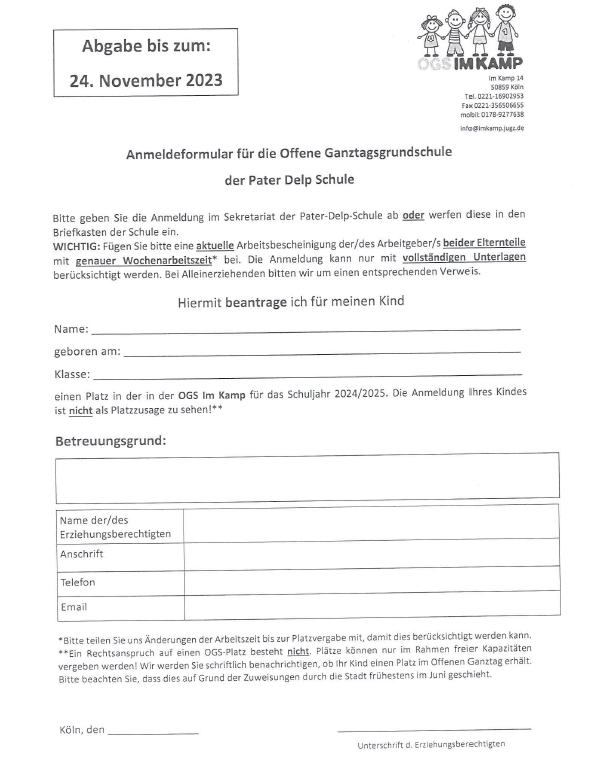 Abgabe bis zum:
24. November 2023
OGS IM KAMP
Im Kamp 14
50859 Köln
Tel. 0221-16902953
Fax 0221-356506655
mobil: 0178-9277638
info@imkamp.jugz.de
Anmeldeformular für die Offene Ganztagsgrundschule
der Pater Delp Schule
Bitte geben Sie die Anmeldung im Sekretariat der Pater-Delp-Schule ab oder werfen diese in den
Briefkasten der Schule ein.
WICHTIG: Fügen Sie bitte eine aktuelle Arbeitsbescheinigung der/des Arbeitgeber/s beider Elternteile
mit genauer Wochenarbeitszeit* bei. Die Anmeldung kann nur mit vollständigen Unterlagen
berücksichtigt werden. Bei Alleinerziehenden bitten wir um einen entsprechenden Verweis.
Hiermit beantrage ich für meinen Kind
Name:
geboren am:
Klasse:
einen Platz in der in der OGS Im Kamp für das Schuljahr 2024/2025. Die Anmeldung Ihres Kindes
ist nicht als Platzzusage zu sehen!**
Betreuungsgrund:
Name der/des
Erziehungsberechtigten
Anschrift
Telefon
Email
*Bitte teilen Sie uns Änderungen der Arbeitszeit bis zur Platzvergabe mit, damit dies berücksichtigt werden kann.
**Ein Rechtsanspruch auf einen OGS-Platz besteht nicht. Plätze können nur im Rahmen freier Kapazitäten
vergeben werden! Wir werden Sie schriftlich benachrichtigen, ob Ihr Kind einen Platz im Offenen Ganztag erhält.
Bitte beachten Sie, dass dies auf Grund der Zuweisungen durch die Stadt frühestens im Juni geschieht.
Köln, den
Unterschrift d. Erziehungsberechtigten